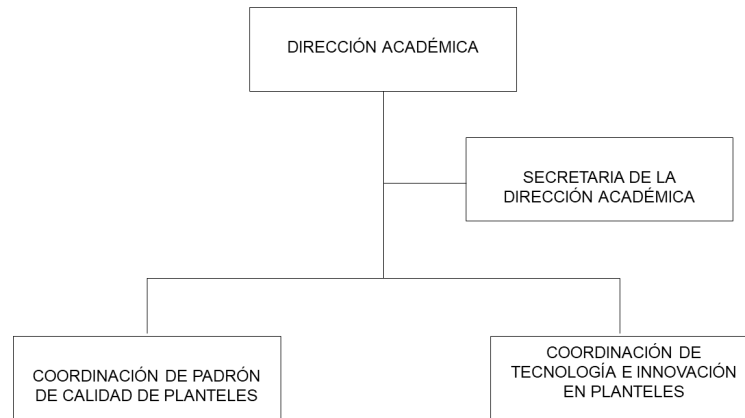 DIRECCIÓN ACADÉMICA
SECRETARIA DE LA
DIRECCIÓN ACADÉMICA
COORDINACIÓN DE PADRÓN
DE CALIDAD DE PLANTELES
COORDINACIÓN DE
TECNOLOGÍA E INNOVACIÓN
EN PLANTELES